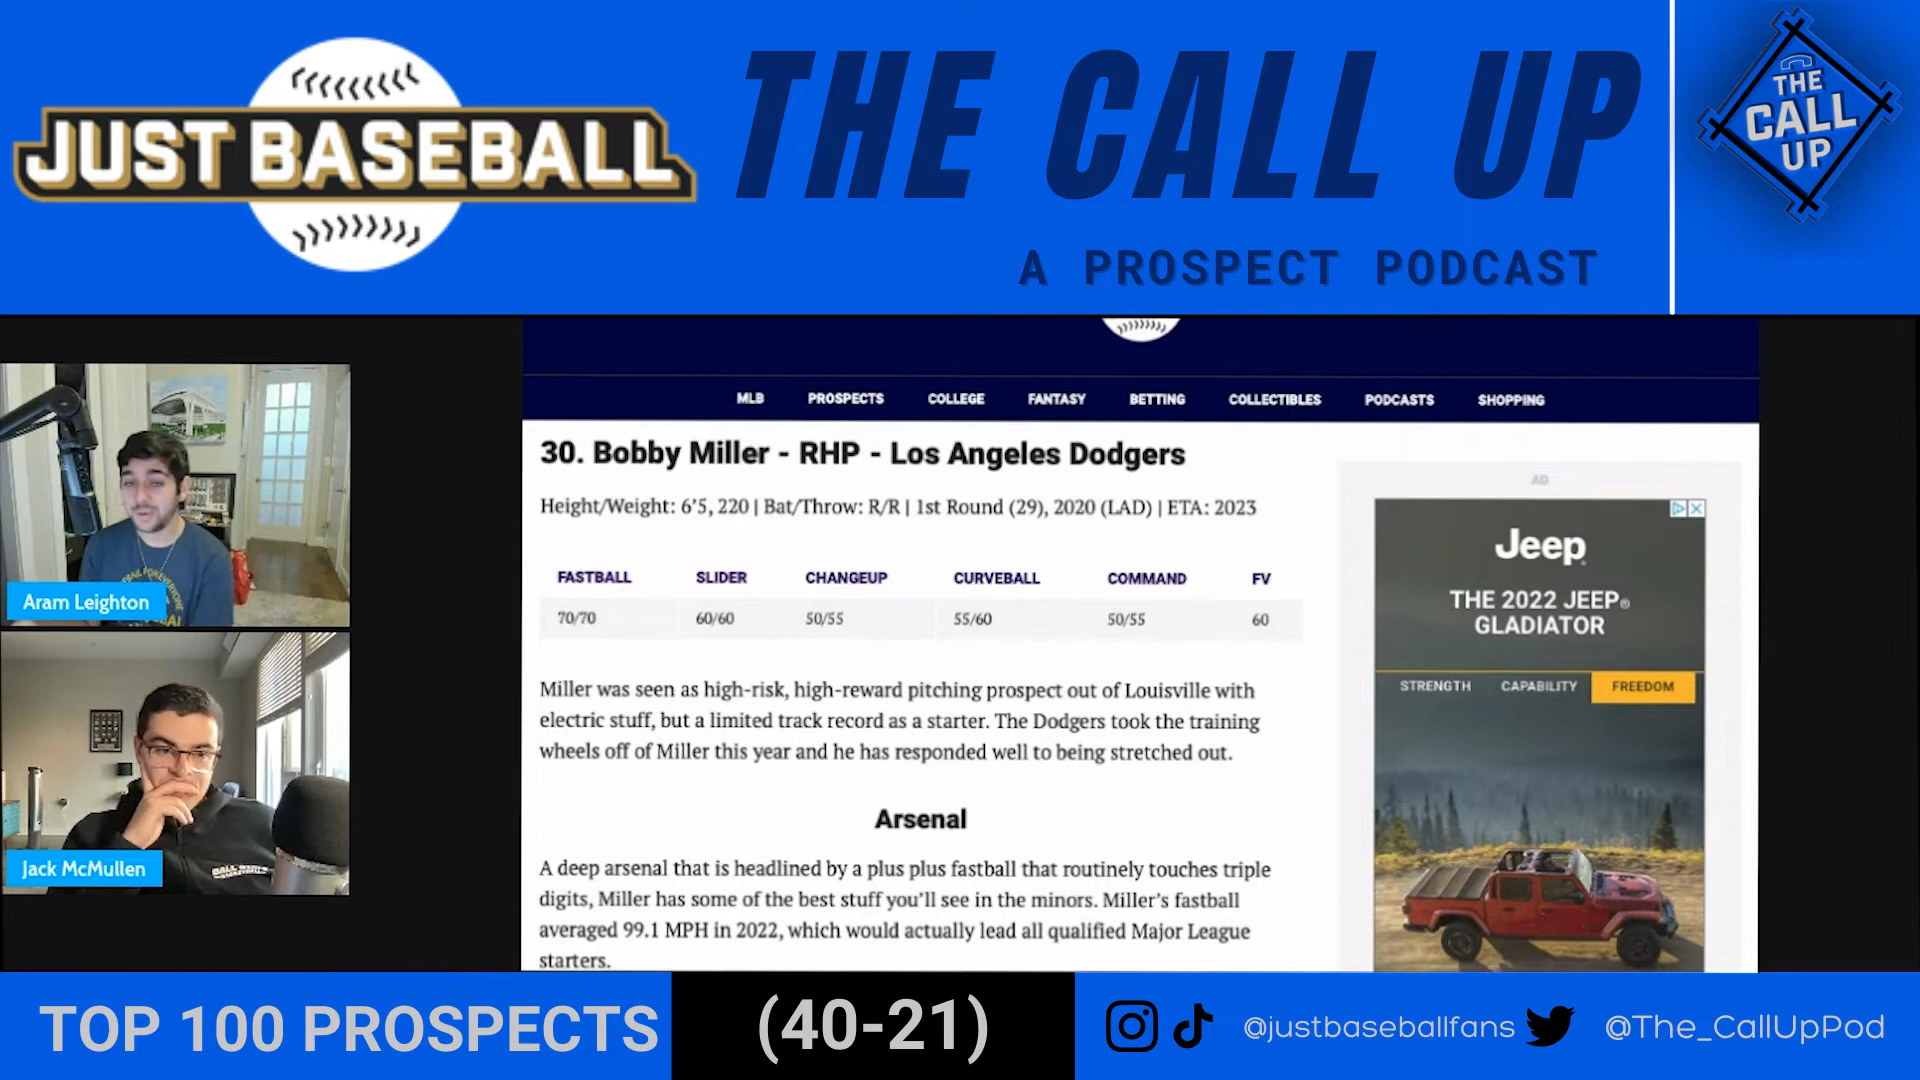 JUST BASEBALL
THE CALL UP
A PROSPECT PODCAST
THE
CALL
UP
MLB PROSPECTS COLLEGE FANTASY BETTING COLLECTIBLES PODCASTS SHOPPING
30. Bobby Miller - RHP - Los Angeles Dodgers
Height/Weight: 6’5, 220 | Bat/Throw: R/R | 1st Round (29), 2020 (LAD) | ETA: 2023
FASTBALL SLIDER CHANGEUP CURVEBALL COMMAND FV
70/70 60/60 50/55 55/60 50/55 60
Miller was seen as high-risk, high-reward pitching prospect out of Louisville with
electric stuff, but a limited track record as a starter. The Dodgers took the training
wheels off of Miller this year and he has responded well to being stretched out.
Arsenal
A deep arsenal that is headlined by a plus plus fastball that routinely touches triple
digits, Miller has some of the best stuff you’ll see in the minors. Miller’s fastball
averaged 99.1 MPH in 2022, which would actually lead all qualified Major League
starters.
AD
Jeep
THE 2022 JEEP®
GLADIATOR
STRENGTH CAPABILITY FREEDOM
Aram Leighton
Jack McMullen
TOP 100 PROSPECTS
(40-21)
@justbaseballfans
@The_CallUpPod